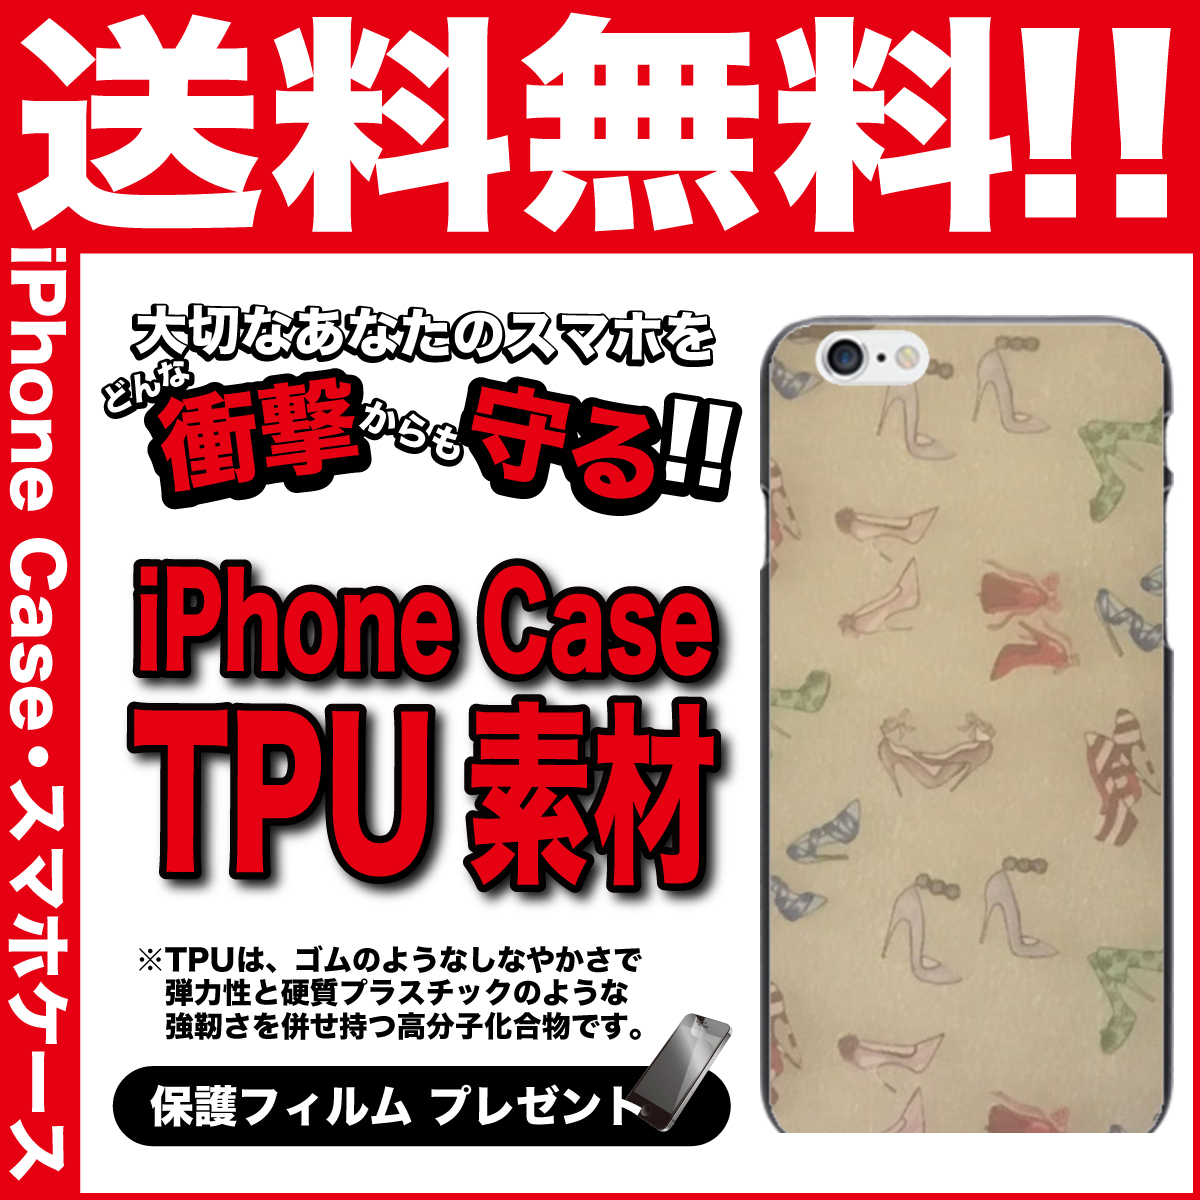 送料無料!!
iPhone Case・スマホケース
大切なあなたのスマホを
どんな衝撃からも守る!!
iPhone Case
TPU 素材
※TPUは、ゴムのようなしなやかさで
弾力性と硬質プラスチックのような
強靭さを併せ持つ高分子化合物です。
保護フィルム プレゼント